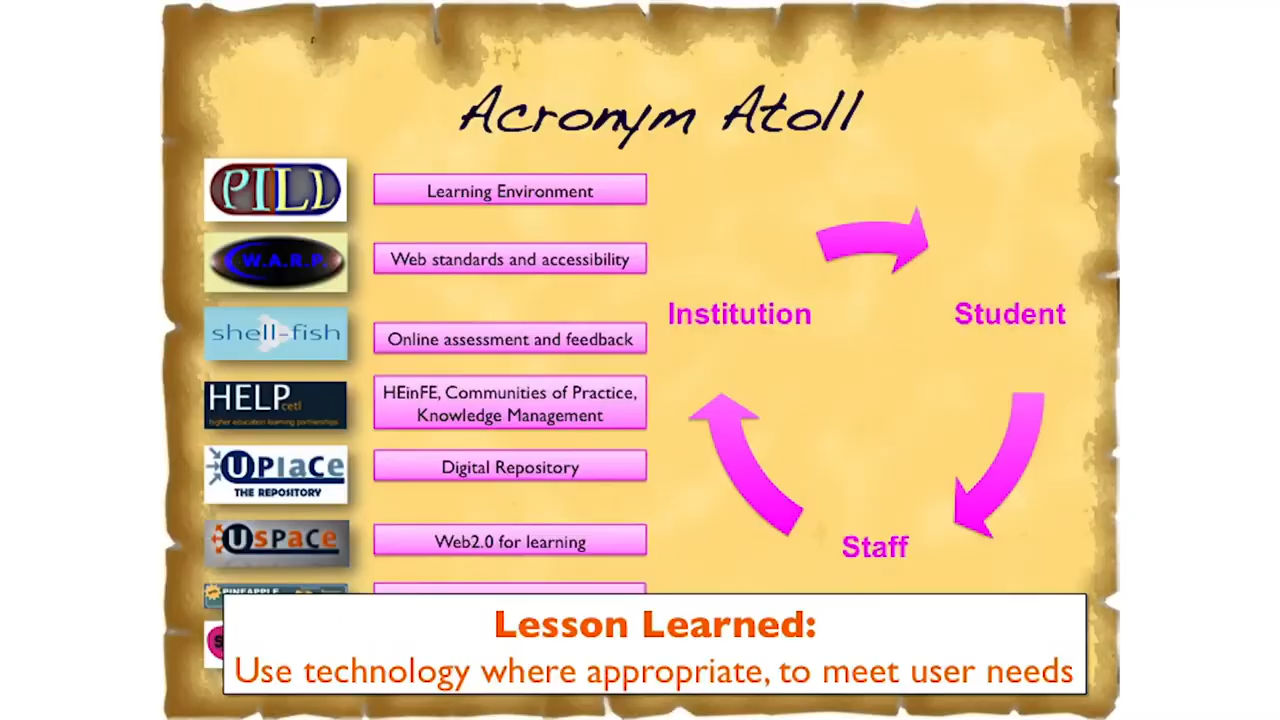 Acronym Atoll
PILL
Learning Environment
W.A.R.P.
Web standards and accessibility
shell-fish
Online assessment and feedback
HELP cetl
higher education learning partnerships
HEinFE, Communities of Practice,
Knowledge Management
UPlaCe
THE REPOSITORY
Digital Repository
UsPaCe
Web2.0 for learning
PINEAPPLE
Institution
Student
Staff
Lesson Learned:
Use technology where appropriate, to meet user needs